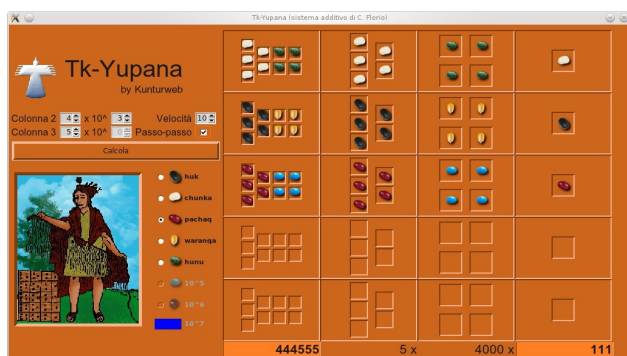 Tk-Yupana (sistema additivo di C. Florio)
Tk-Yupana
by Kunturweb
Colonna 2 4 x 10^ 3 Velocità 10
Colonna 3 5 x 10^ 0 Passo-passo
Calcola
huk
chunka
pachaq
waranqa
hunu
10^5
10^6
10^7
444555 5 x 4000 x 111